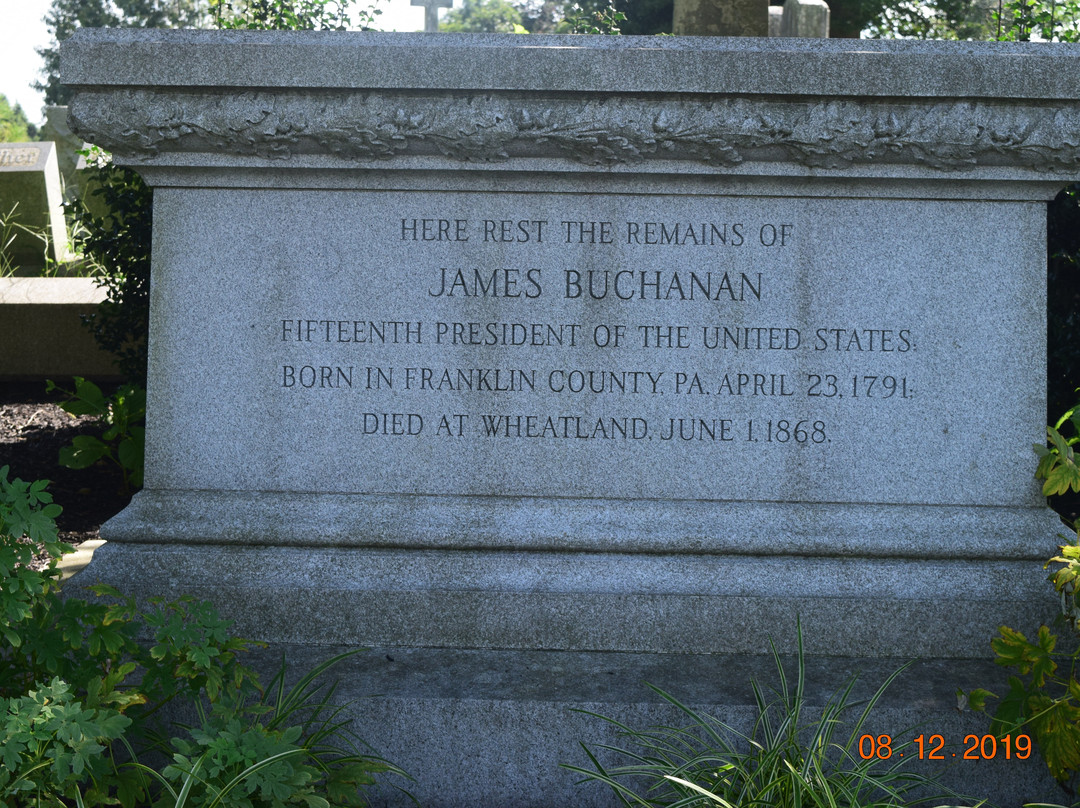 HERE REST THE REMAINS OF
JAMES BUCHANAN
FIFTEENTH PRESIDENT OF THE UNITED STATES:
BORN IN FRANKLIN COUNTY, PA. APRIL 23, 1791;
DIED AT WHEATLAND, JUNE 1, 1868.
08.12.2019